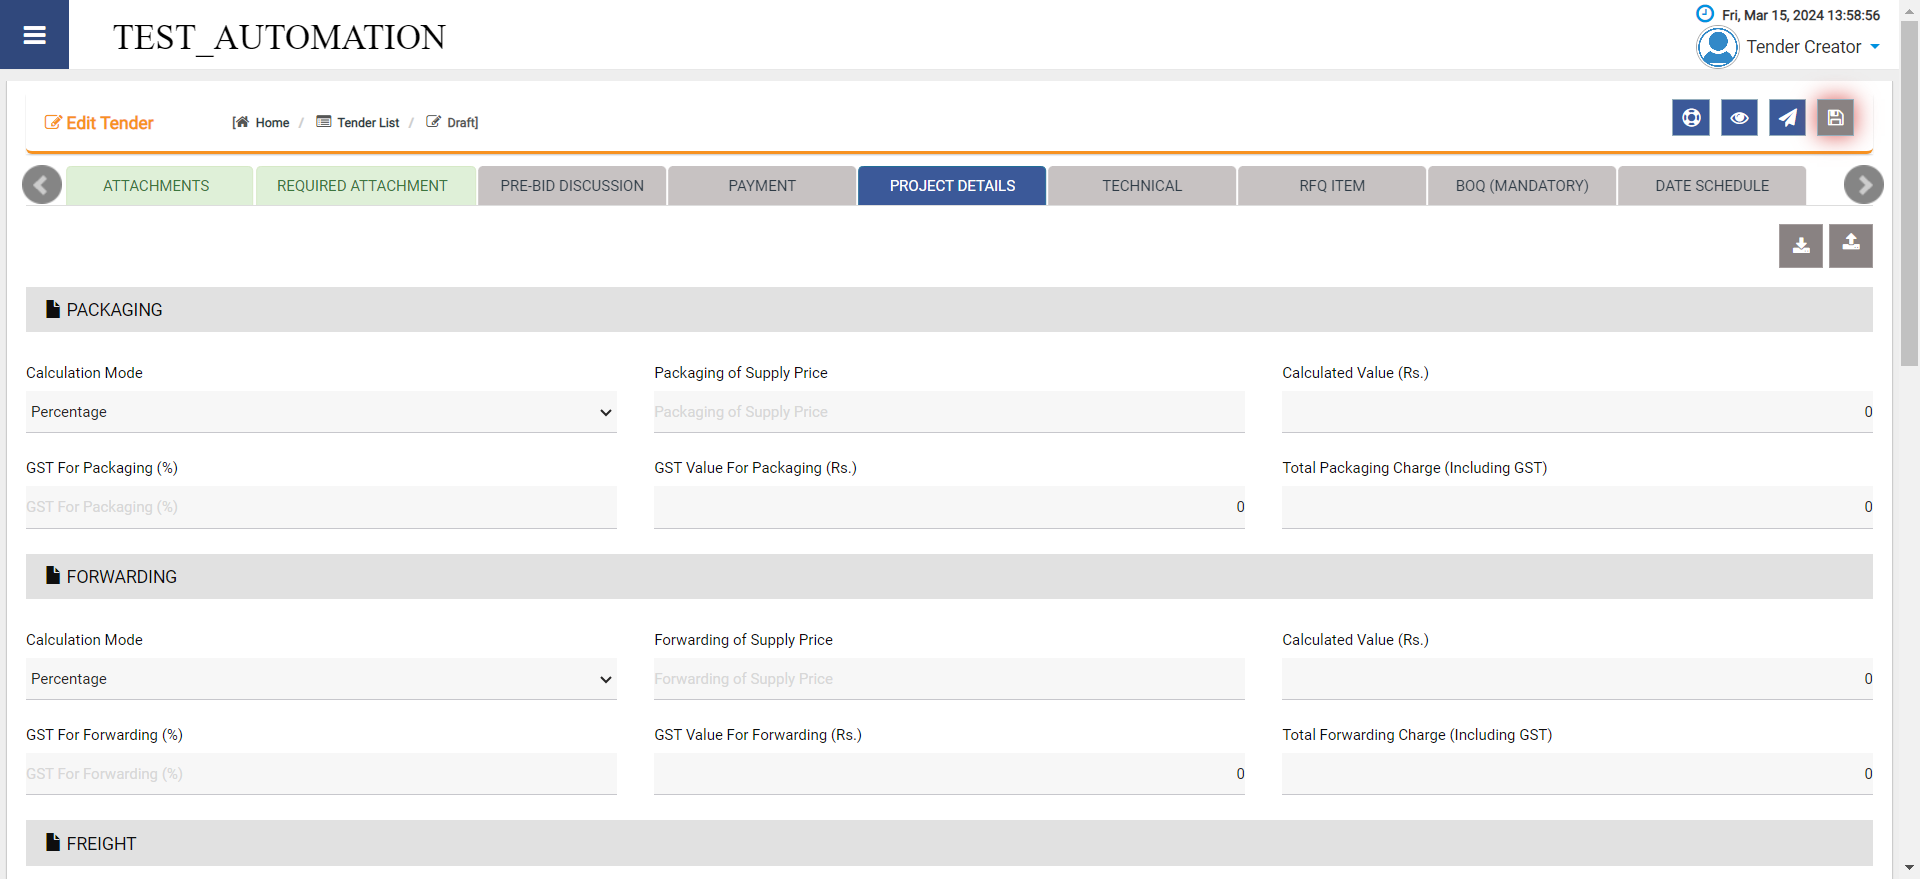 TEST_AUTOMATION
Fri, Mar 15, 2024 13:58:56
Tender Creator
Edit Tender
[Home / Tender List / Draft]
ATTACHMENTS REQUIRED ATTACHMENT PRE-BID DISCUSSION PAYMENT PROJECT DETAILS TECHNICAL RFQ ITEM BOQ (MANDATORY) DATE SCHEDULE
PACKAGING
Calculation Mode Packaging of Supply Price Calculated Value (Rs.)
Percentage Packaging of Supply Price 0
GST For Packaging (%) GST Value For Packaging (Rs.) Total Packaging Charge (Including GST)
GST For Packaging (%) 0 0
FORWARDING
Calculation Mode Forwarding of Supply Price Calculated Value (Rs.)
Percentage Forwarding of Supply Price 0
GST For Forwarding (%) GST Value For Forwarding (Rs.) Total Forwarding Charge (Including GST)
GST For Forwarding (%) 0 0
FREIGHT